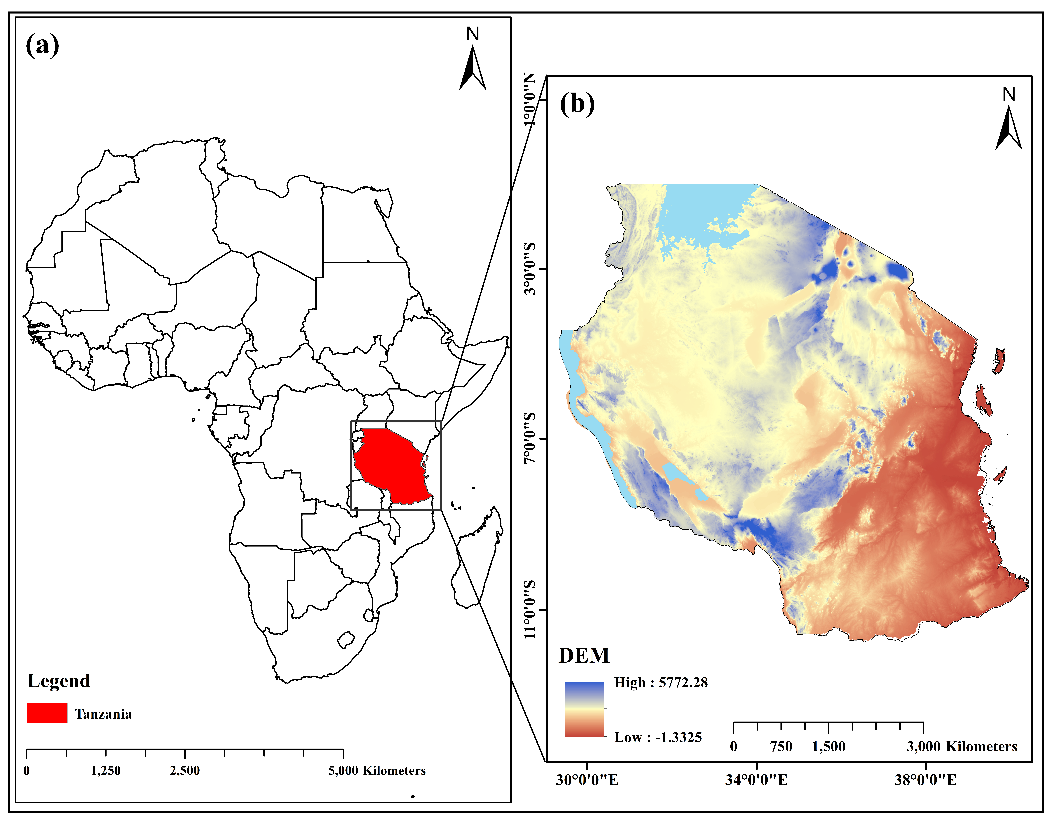 (a)
N
Legend
Tanzania
0 1,250 2,500 5,000 Kilometers
(b)
N
1°0'0"N
3°0'0"S
7°0'0"S
11°0'0"S
DEM
High : 5772.28
Low : -1.3325
0 750 1,500 3,000 Kilometers
30°0'0"E 34°0'0"E 38°0'0"E